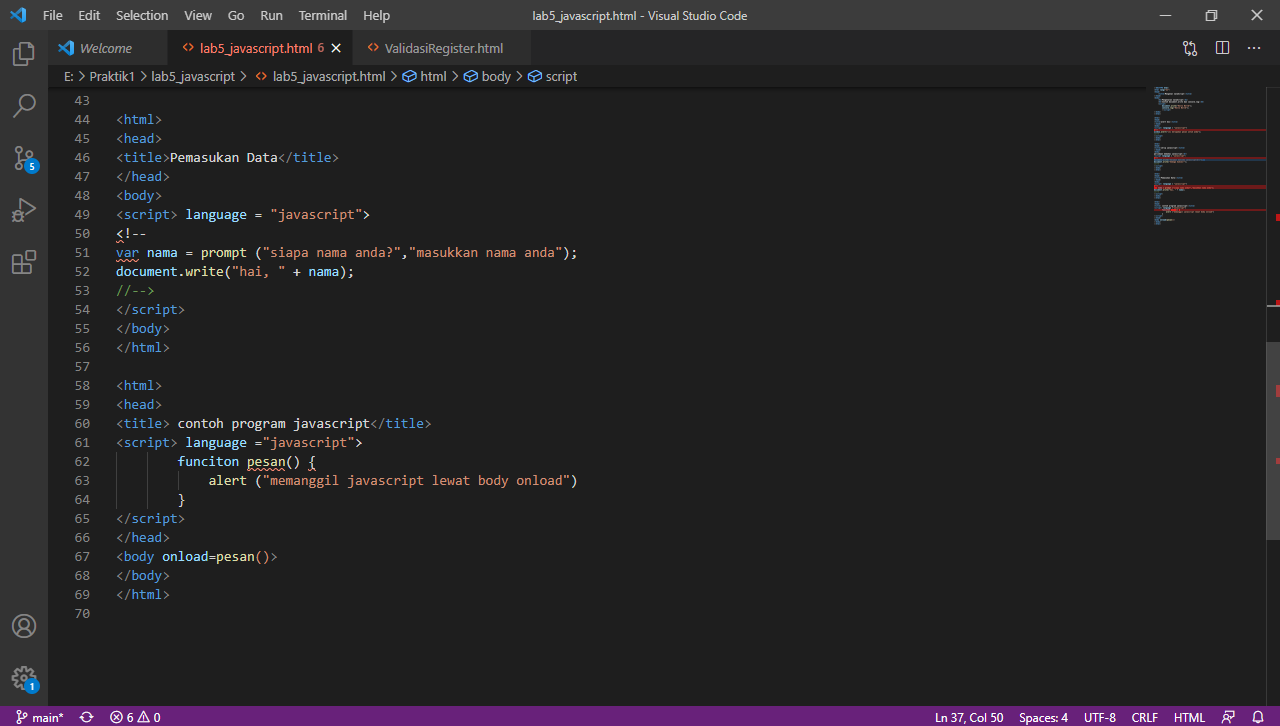 File Edit Selection View Go Run Terminal Help lab5_javascript.html - Visual Studio Code
Welcome <> lab5_javascript.html 6 × <> ValidasiRegister.html ···
E: > Praktik1 > lab5_javascript > <> lab5_javascript.html > html > body > script
43
44 <html>
45 <head>
46 <title>Pemasukan Data</title>
47 </head>
48 <body>
49 <script> language = "javascript">
50 <!--
51 var nama = prompt ("siapa nama anda?","masukkan nama anda");
52 document.write("hai, " + nama);
53 //-->
54 </script>
55 </body>
56 </html>
57
58 <html>
59 <head>
60 <title> contoh program javascript</title>
61 <script> language ="javascript">
62 funciton pesan() {
63 alert ("memanggil javascript lewat body onload")
64 }
65 </script>
66 </head>
67 <body onload=pesan()>
68 </body>
69 </html>
70
5
1
main* 6 0 Ln 37, Col 50 Spaces: 4 UTF-8 CRLF HTML